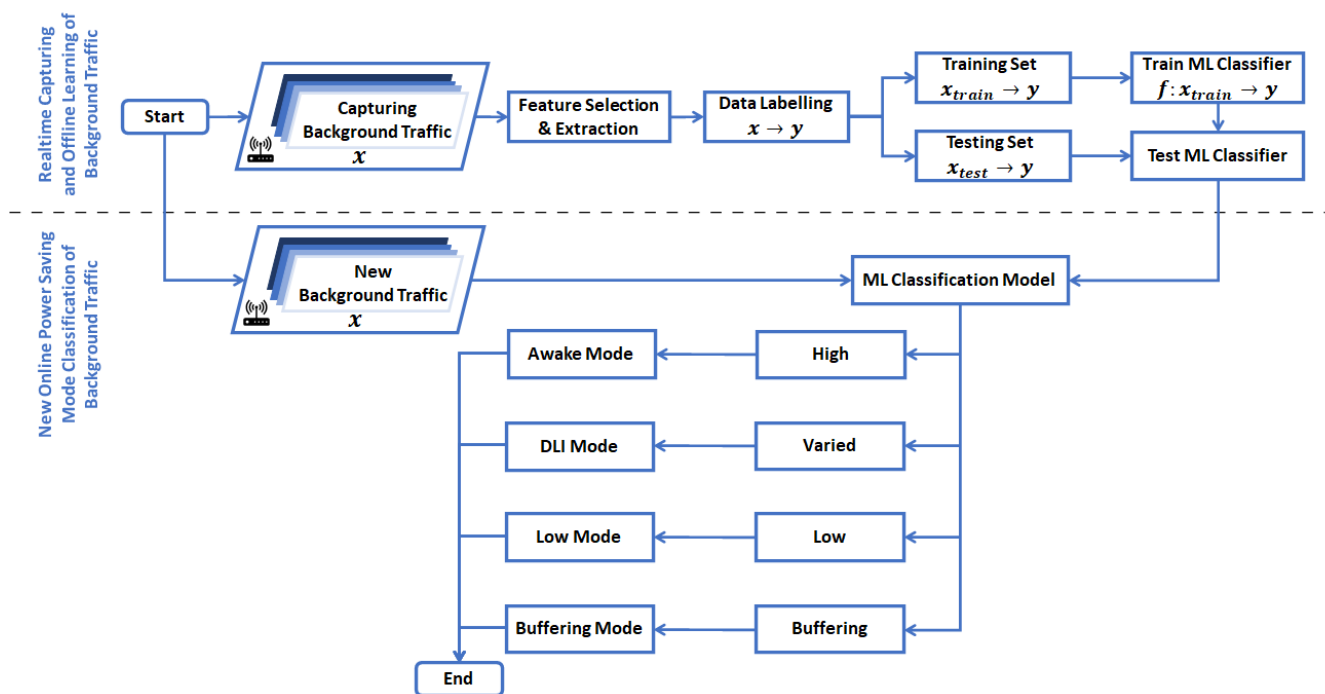 Realtime Capturing
and Offline Learning of
Background Traffic
Start
Capturing
Background Traffic
x
Feature Selection
& Extraction
Data Labelling
x → y
Training Set
x_train → y
Testing Set
x_test → y
Train ML Classifier
f: x_train → y
Test ML Classifier
New Online Power Saving
Mode Classification of
Background Traffic
New
Background Traffic
x
ML Classification Model
Awake Mode
High
DLI Mode
Varied
Low Mode
Low
Buffering Mode
Buffering
End